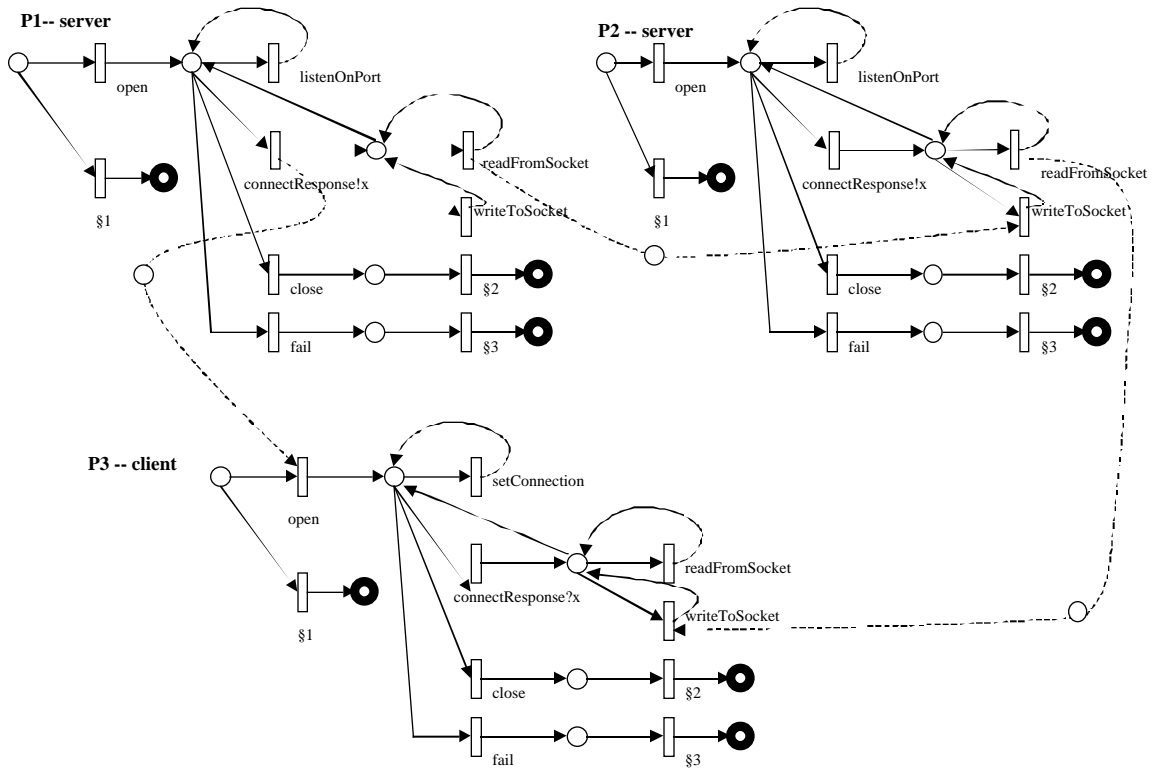 P1-- server
listenOnPort
open
readFromSocket
connectResponse!x
writeToSocket
§1
close
§2
fail
§3
P2 -- server
listenOnPort
open
readFromSocket
connectResponse!x
writeToSocket
§1
close
§2
fail
§3
P3 -- client
setConnection
open
readFromSocket
connectResponse?x
writeToSocket
§1
close
§2
fail
§3